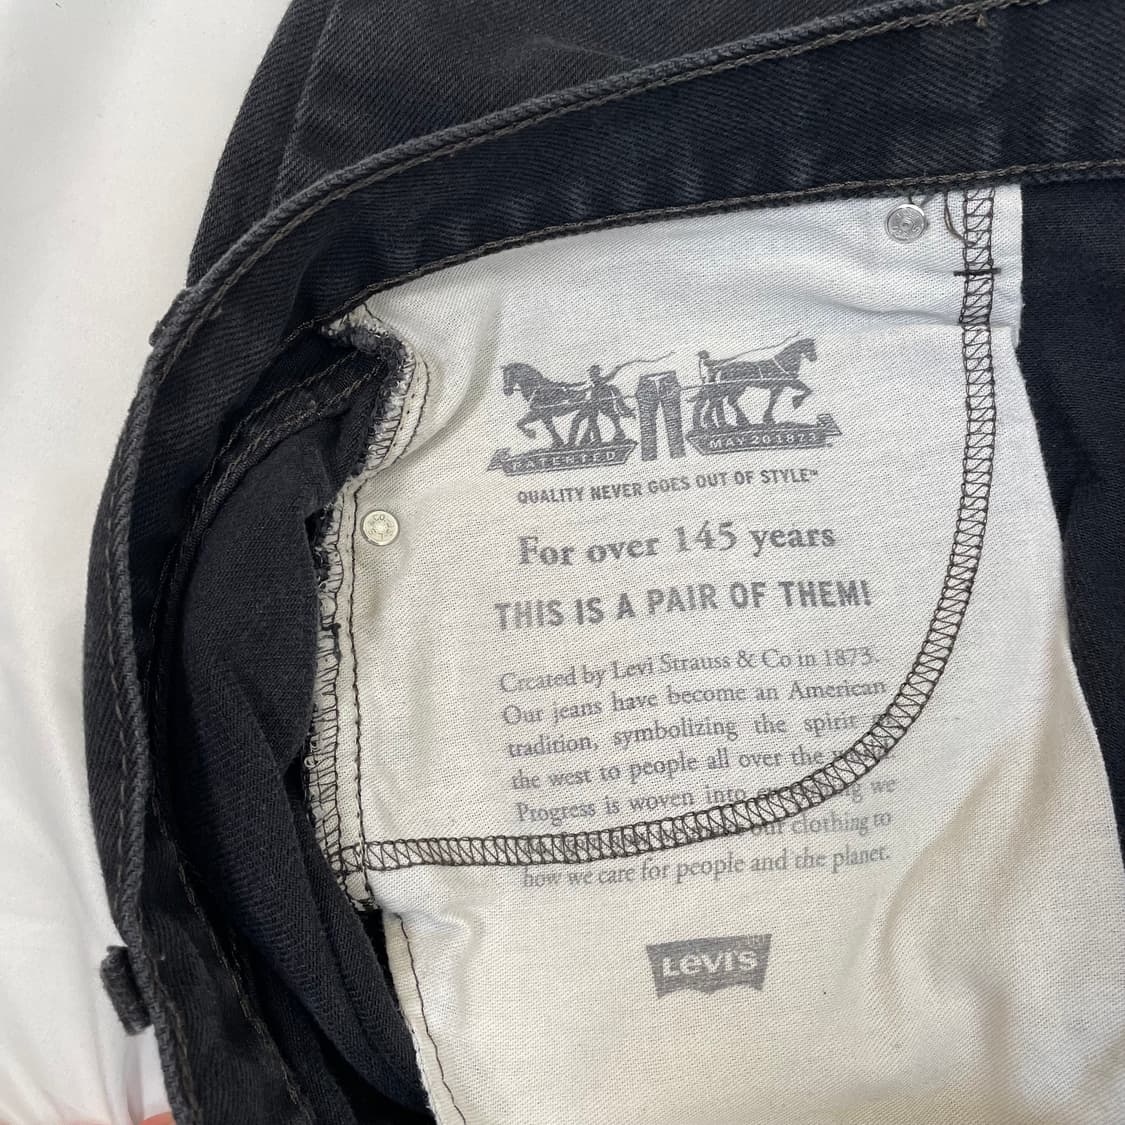 PATENTED MAY 20 1873
QUALITY NEVER GOES OUT OF STYLE™
For over 145 years
THIS IS A PAIR OF THEM!
Created by Levi Strauss & Co in 1873.
Our jeans have become an American
tradition, symbolizing the spirit
the west to people all over the
Progress is woven into we
our clothing to
how we care for people and the planet.
LEVI'S